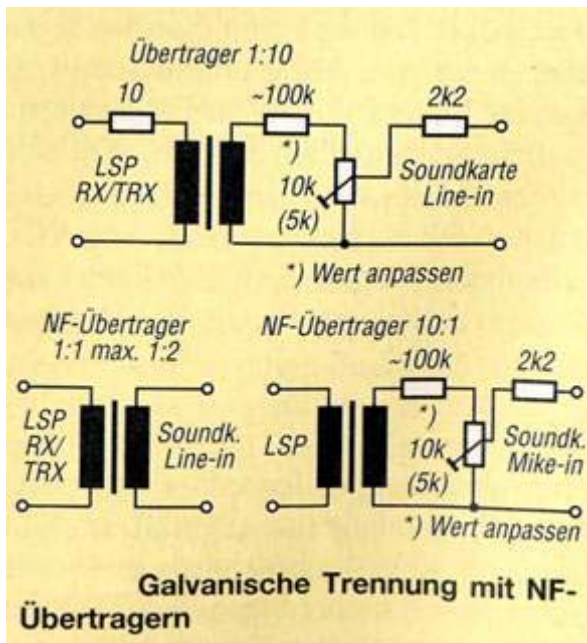 Übertrager 1:10
10
~100k
2k2
*)
LSP
RX/TRX
10k
(5k)
Soundkarte
Line-in
*) Wert anpassen
NF-Übertrager
1:1 max. 1:2
LSP
RX/
TRX
Soundk.
Line-in
NF-Übertrager 10:1
~100k
2k2
*)
LSP
10k
(5k)
Soundk.
Mike-in
*) Wert anpassen
Galvanische Trennung mit NF-
Übertragern